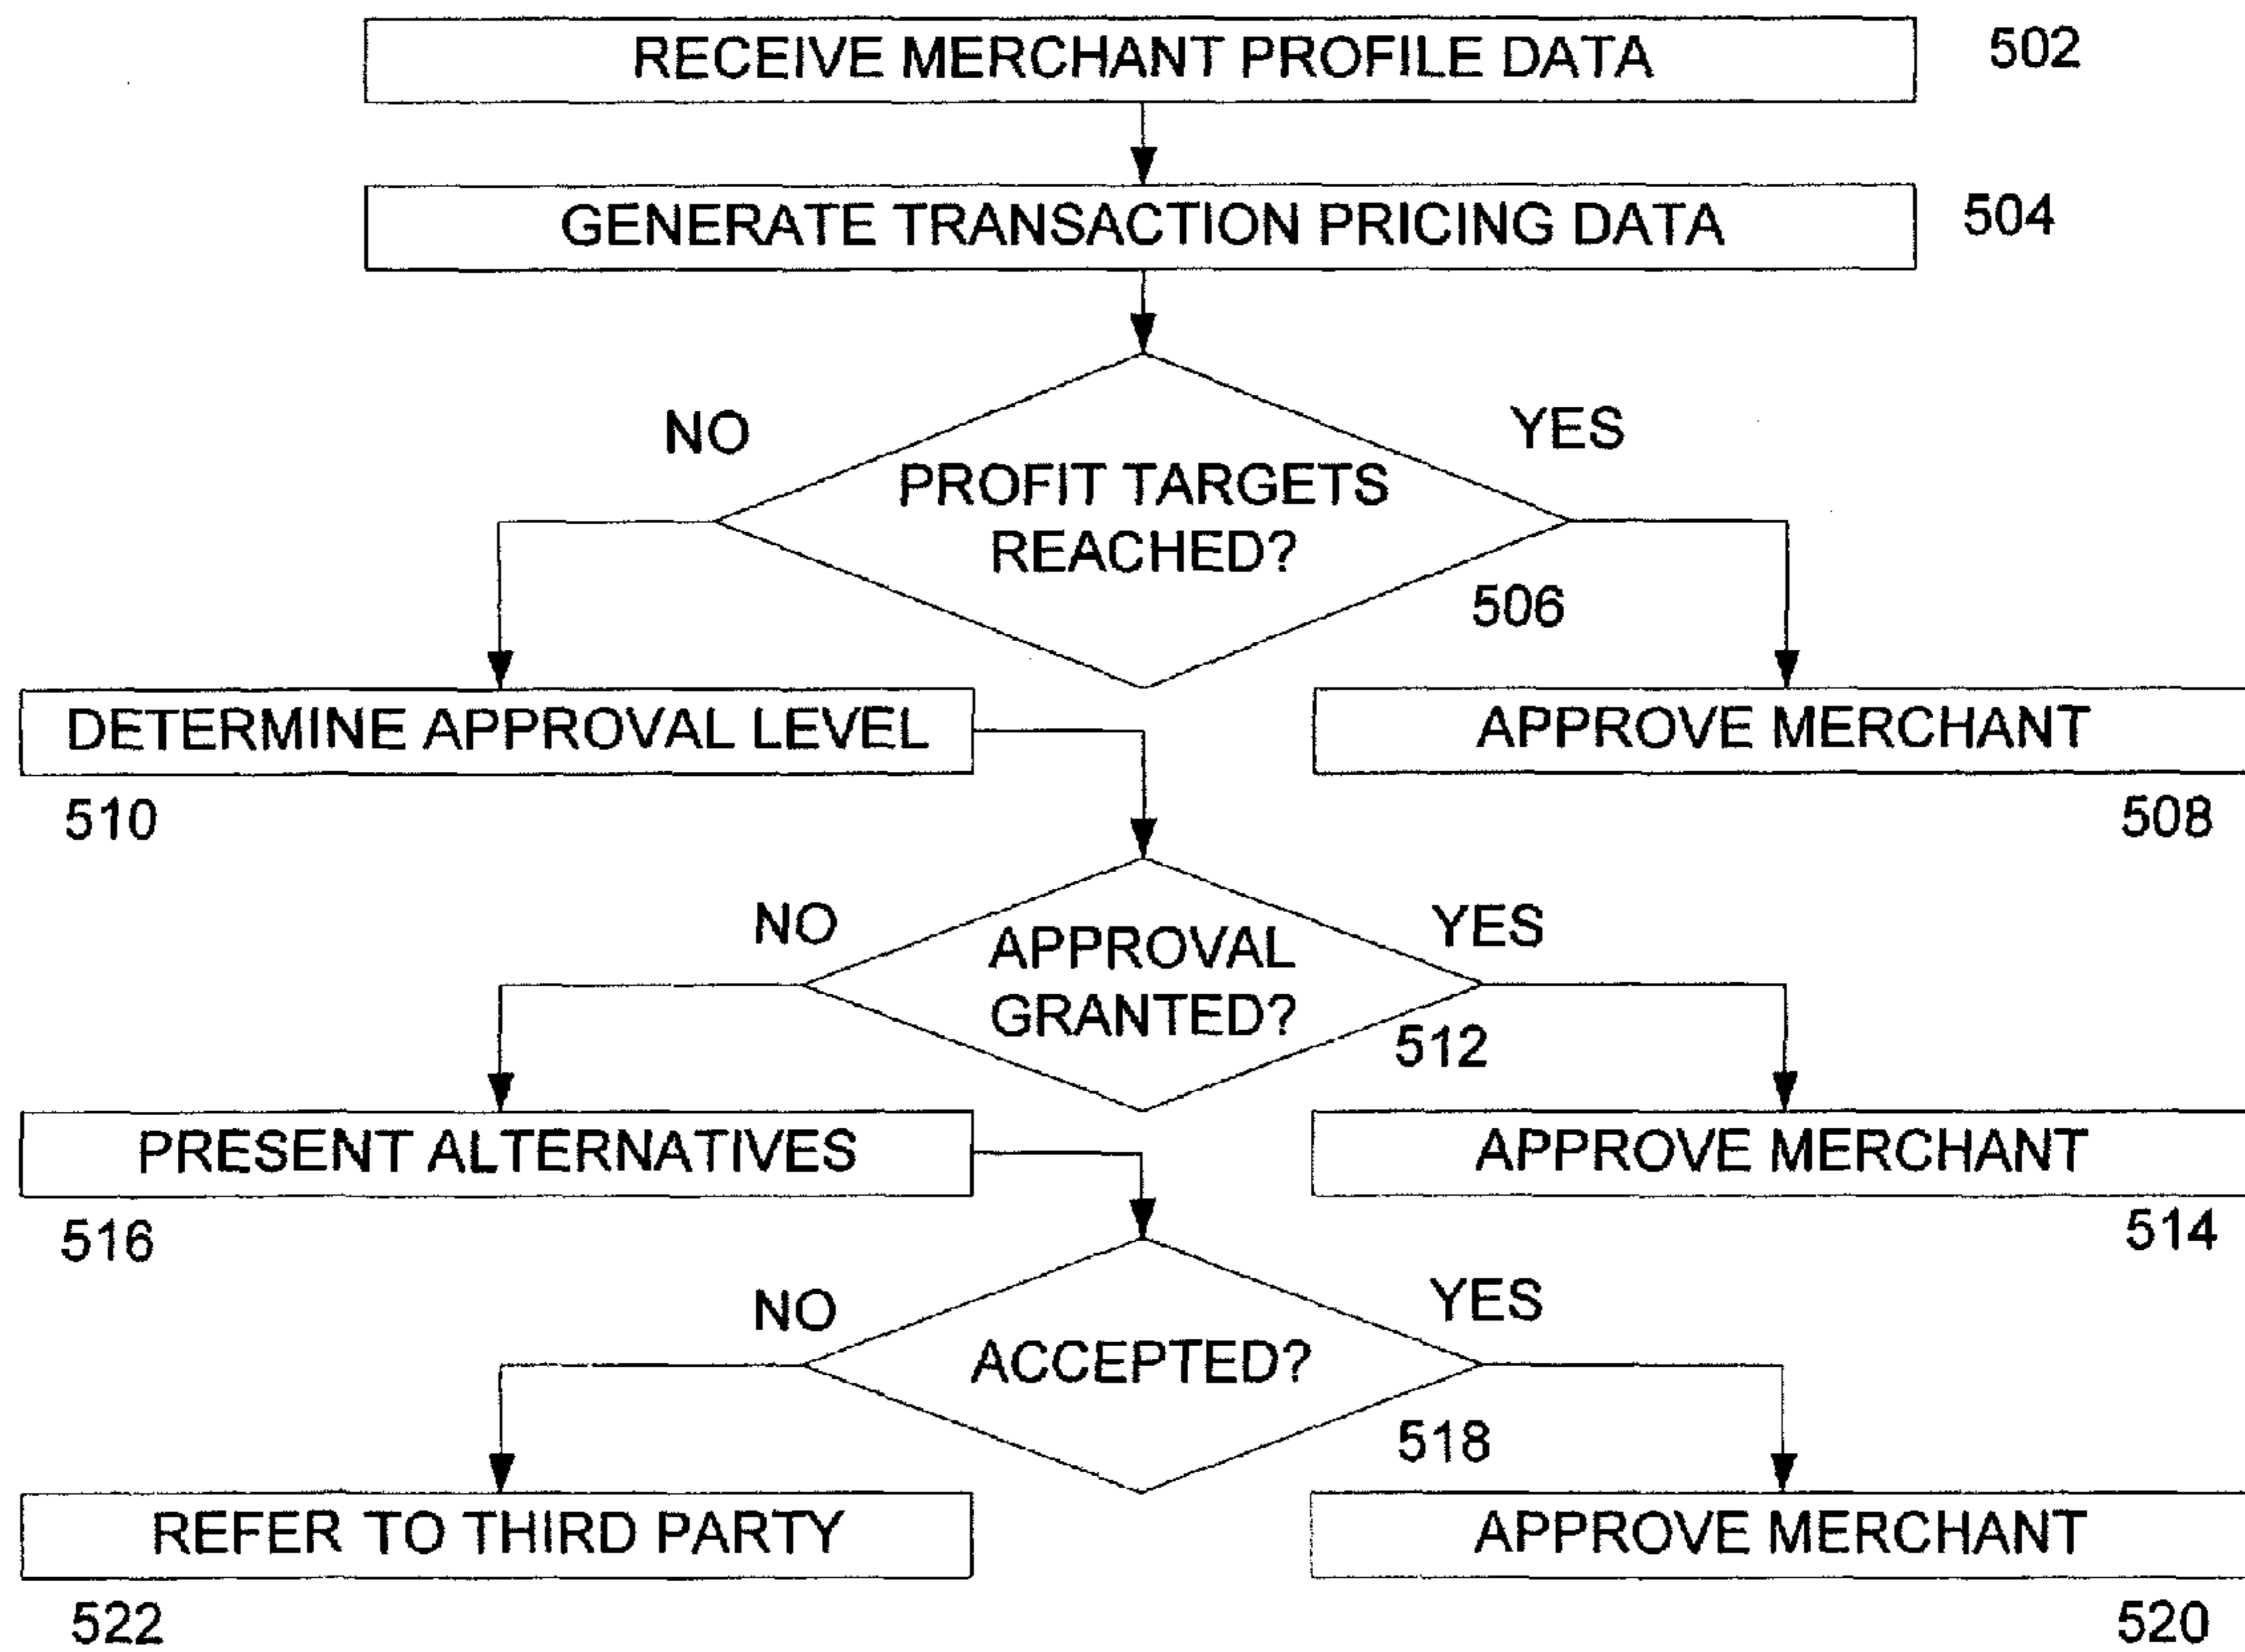 RECEIVE MERCHANT PROFILE DATA
502
GENERATE TRANSACTION PRICING DATA
504
NO
YES
PROFIT TARGETS
REACHED?
506
DETERMINE APPROVAL LEVEL
APPROVE MERCHANT
510
508
NO
YES
APPROVAL
GRANTED?
512
PRESENT ALTERNATIVES
APPROVE MERCHANT
516
514
NO
YES
ACCEPTED?
518
REFER TO THIRD PARTY
APPROVE MERCHANT
522
520